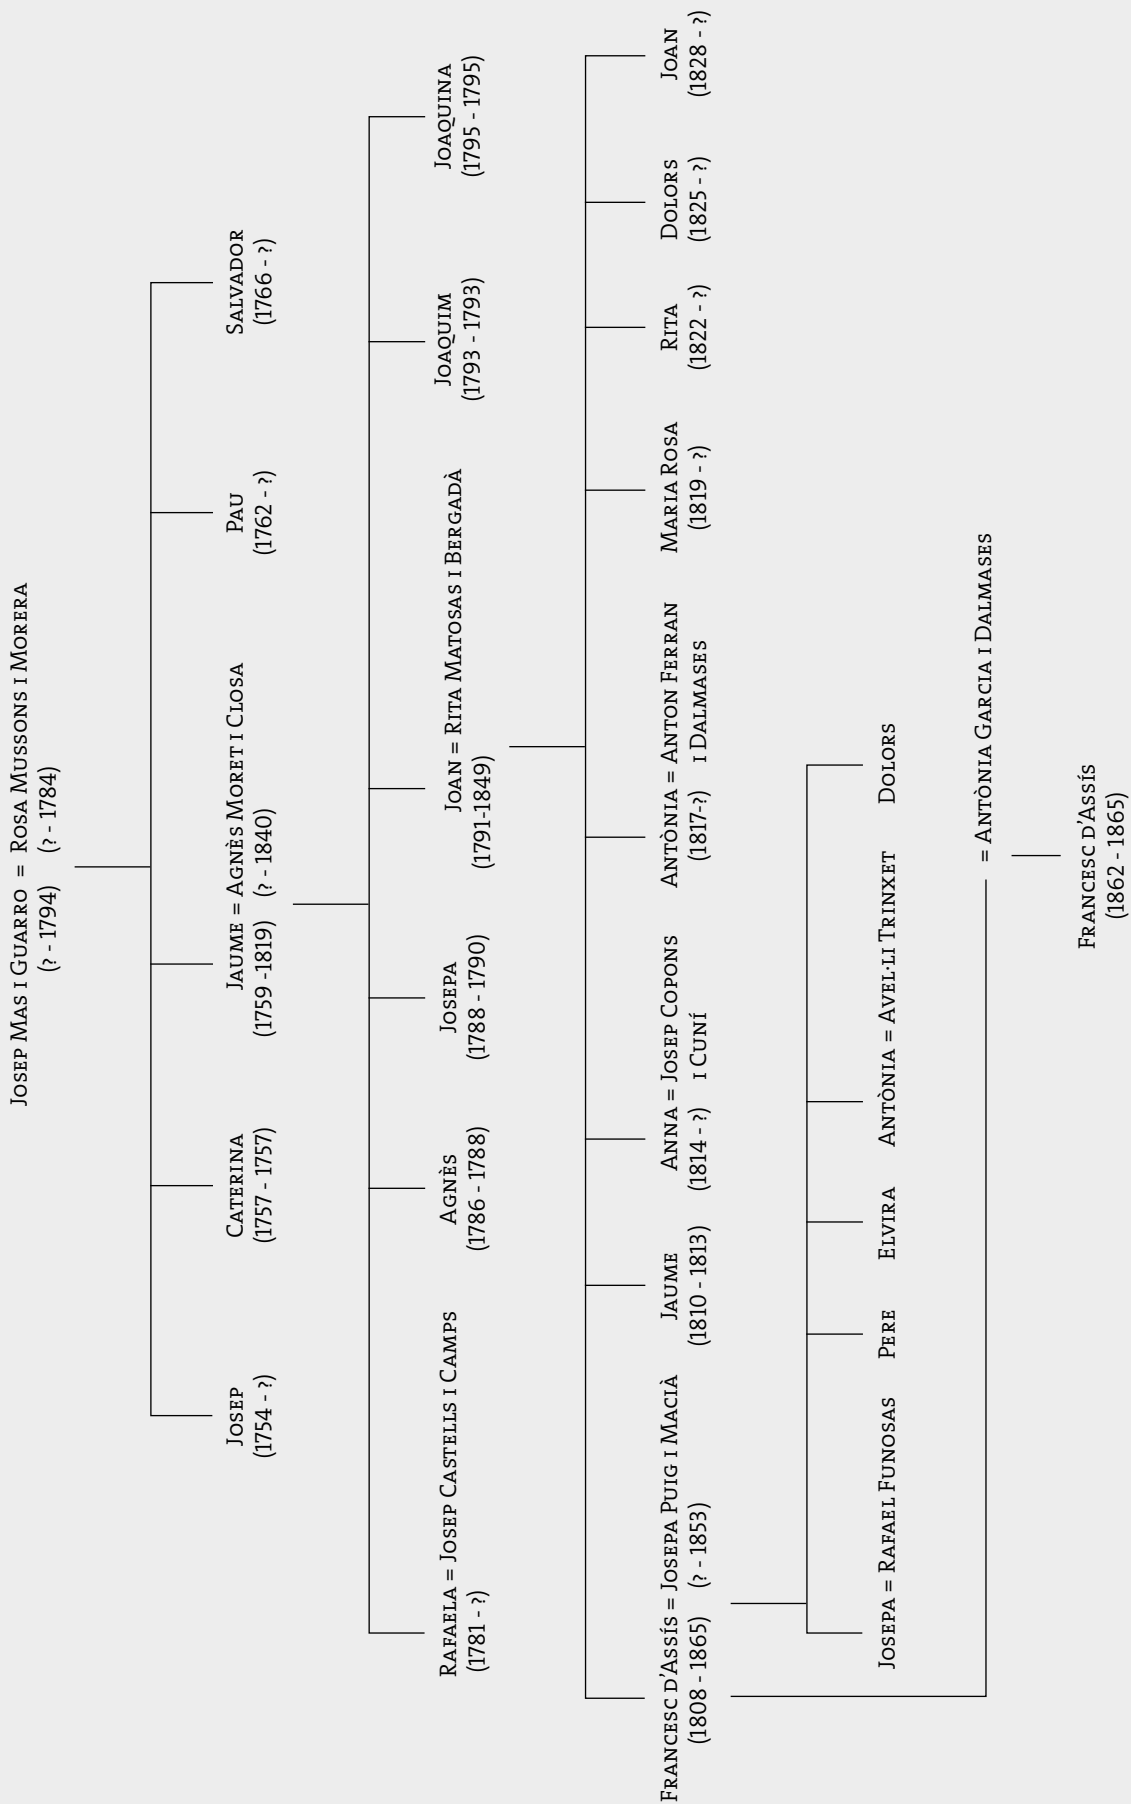 Josep Mas i Guarro = Rosa Mussons i Morera
(? - 1794) (? - 1784)
Josep
(1754 - ?)
Caterina
(1757 - 1757)
Jaume = Agnès Moret i Closa
(1759 -1819) (? - 1840)
Pau
(1762 - ?)
Salvador
(1766 - ?)
Rafaela = Josep Castells i Camps
(1781 - ?)
Agnès
(1786 - 1788)
Josepa
(1788 - 1790)
Joan = Rita Matosas i Bergadà
(1791-1849)
Joaquim
(1793 - 1793)
Joaquina
(1795 - 1795)
Francesc d'Assís = Josepa Puig i Macià
(1808 - 1865) (? - 1853)
Jaume
(1810 - 1813)
Anna = Josep Copons
(1814 - ?) i Cuní
Antònia = Anton Ferran
(1817-?) i Dalmases
Maria Rosa
(1819 - ?)
Rita
(1822 - ?)
Dolors
(1825 - ?)
Joan
(1828 - ?)
Josepa = Rafael Funosas
Pere
Elvira
Antònia = Avel·li Trinxet
Dolors
= Antònia Garcia i Dalmases
Francesc d'Assís
(1862 - 1865)